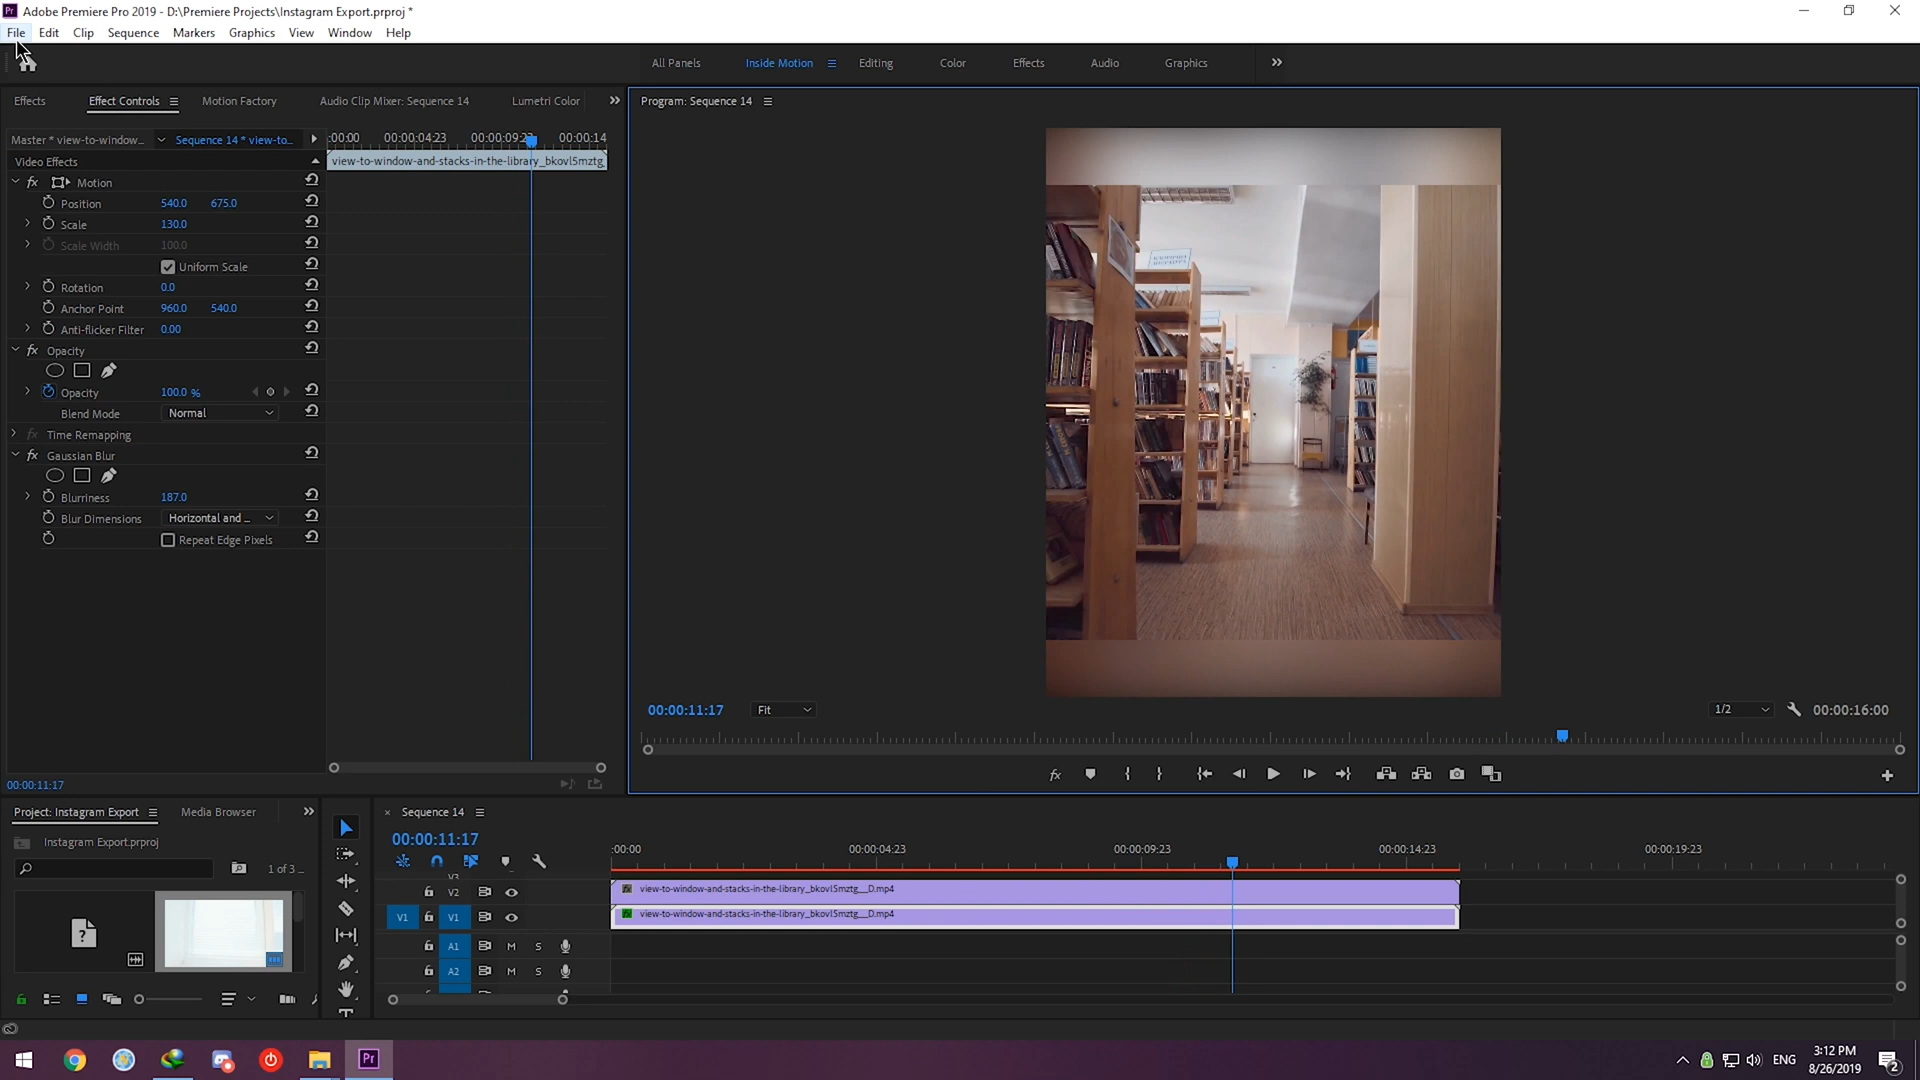 Adobe Premiere Pro 2019 - D:\Premiere Projects\Instagram Export.prproj *
File Edit Clip Sequence Markers Graphics View Window Help
All Panels Inside Motion Editing Color Effects Audio Graphics
Effects Effect Controls Motion Factory Audio Clip Mixer: Sequence 14 Lumetri Color
Program: Sequence 14
Master * view-to-window... Sequence 14 * view-to...
:00:00 00:00:04:23 00:00:09:23 00:00:14
Video Effects
view-to-window-and-stacks-in-the-library_bkovl5mztg
fx Motion
Position 540.0 675.0
Scale 130.0
Scale Width 100.0
Uniform Scale
Rotation 0.0
Anchor Point 960.0 540.0
Anti-flicker Filter 0.00
fx Opacity
Opacity 100.0 %
Blend Mode Normal
fx Time Remapping
fx Gaussian Blur
Blurriness 187.0
Blur Dimensions Horizontal and ...
Repeat Edge Pixels
00:00:11:17
00:00:11:17 Fit 1/2 00:00:16:00
fx
Project: Instagram Export Media Browser
Instagram Export.prproj
1 of 3 ...
Sequence 14
00:00:11:17
:00:00 00:00:04:23 00:00:09:23 00:00:14:23 00:00:19:23
V3
V2 view-to-window-and-stacks-in-the-library_bkovl5mztg__D.mp4
V1 V1 view-to-window-and-stacks-in-the-library_bkovl5mztg__D.mp4
A1 M S
A2 M S
Pr
ENG
3:12 PM
8/26/2019
2